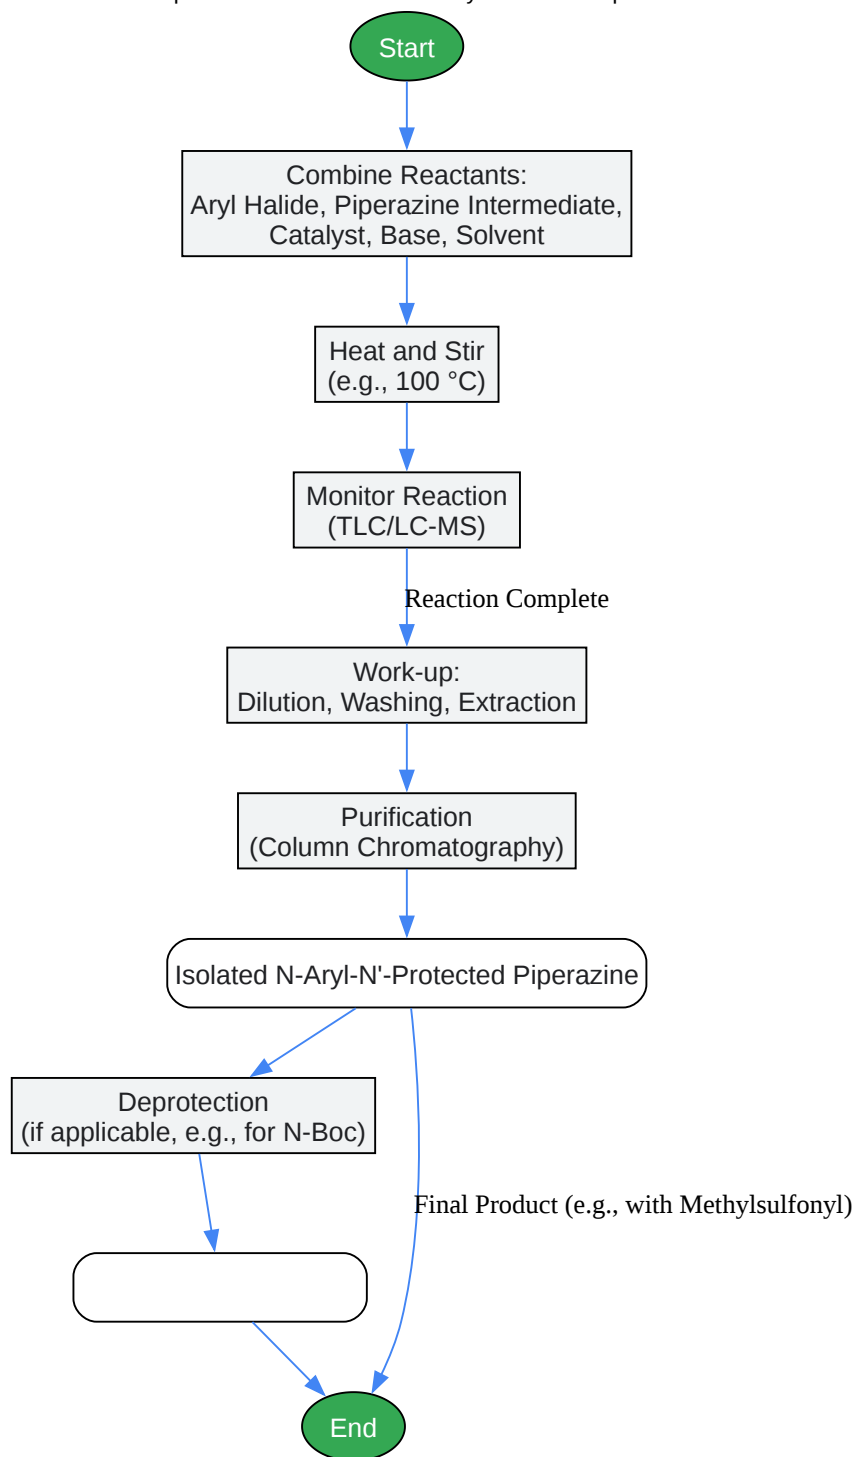 Start
Combine Reactants:
Aryl Halide, Piperazine Intermediate,
Catalyst, Base, Solvent
Heat and Stir
(e.g., 100 °C)
Monitor Reaction
(TLC/LC-MS)
Reaction Complete
Work-up:
Dilution, Washing, Extraction
Purification
(Column Chromatography)
Isolated N-Aryl-N'-Protected Piperazine
Deprotection
(if applicable, e.g., for N-Boc)
Final Product (e.g., with Methylsulfonyl)
End